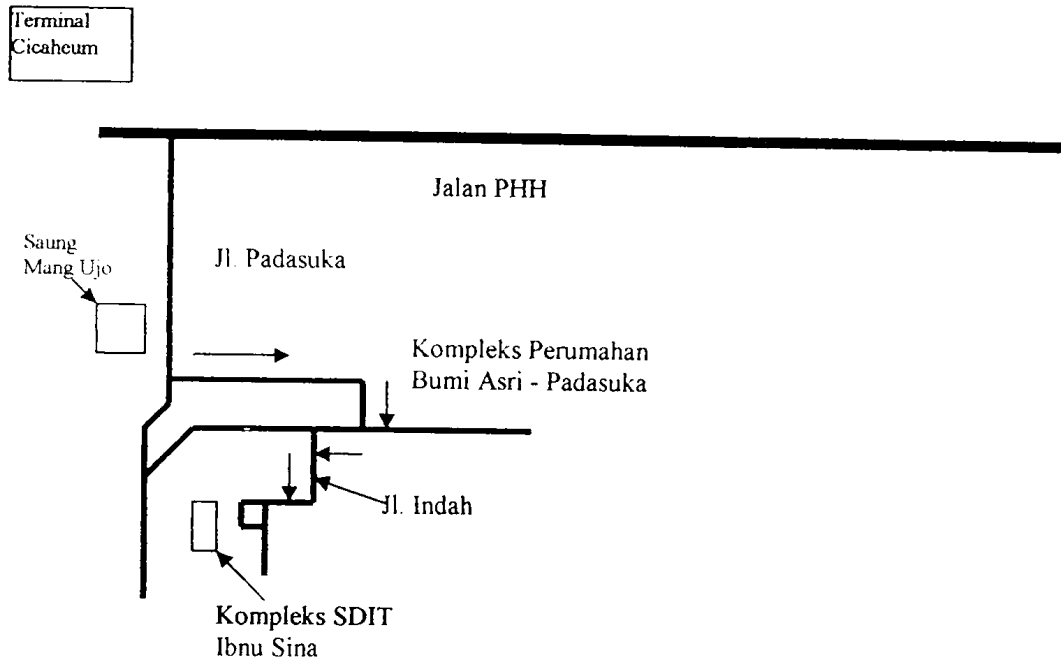 Terminal
Cicaheum
Jalan PHH
Saung
Mang Ujo
Jl. Padasuka
Kompleks Perumahan
Bumi Asri - Padasuka
Jl. Indah
Kompleks SDIT
Ibnu Sina